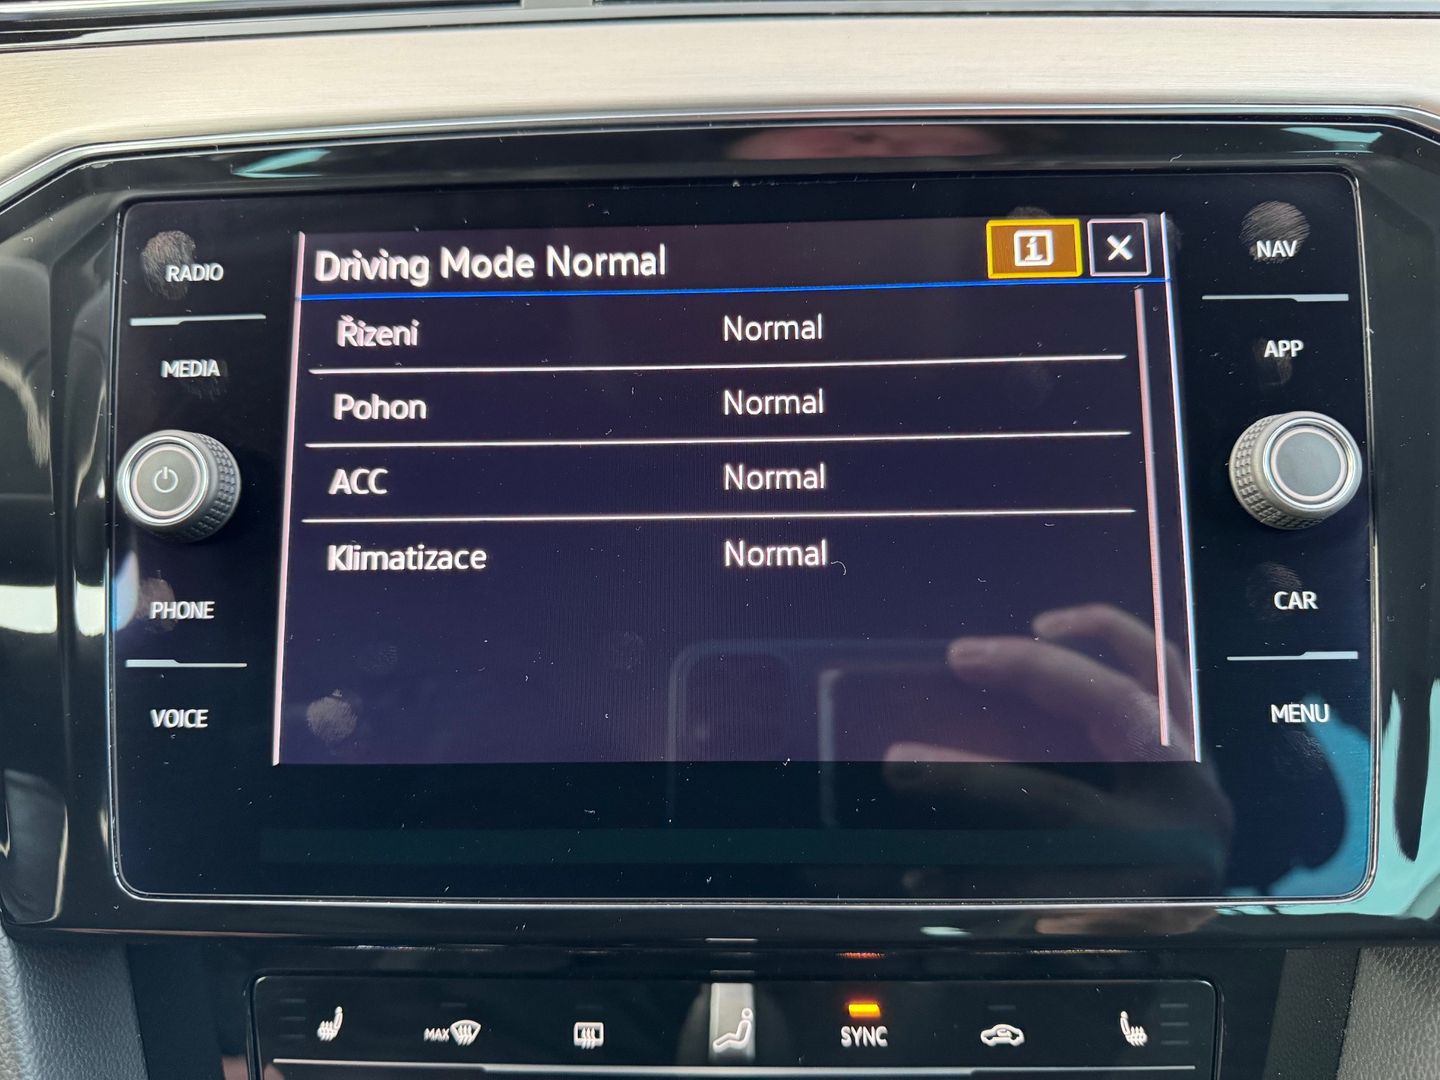 Driving Mode Normal
Řízení Normal
Pohon Normal
ACC Normal
Klimatizace Normal
RADIO
MEDIA
PHONE
VOICE
NAV
APP
CAR
MENU
MAX
SYNC